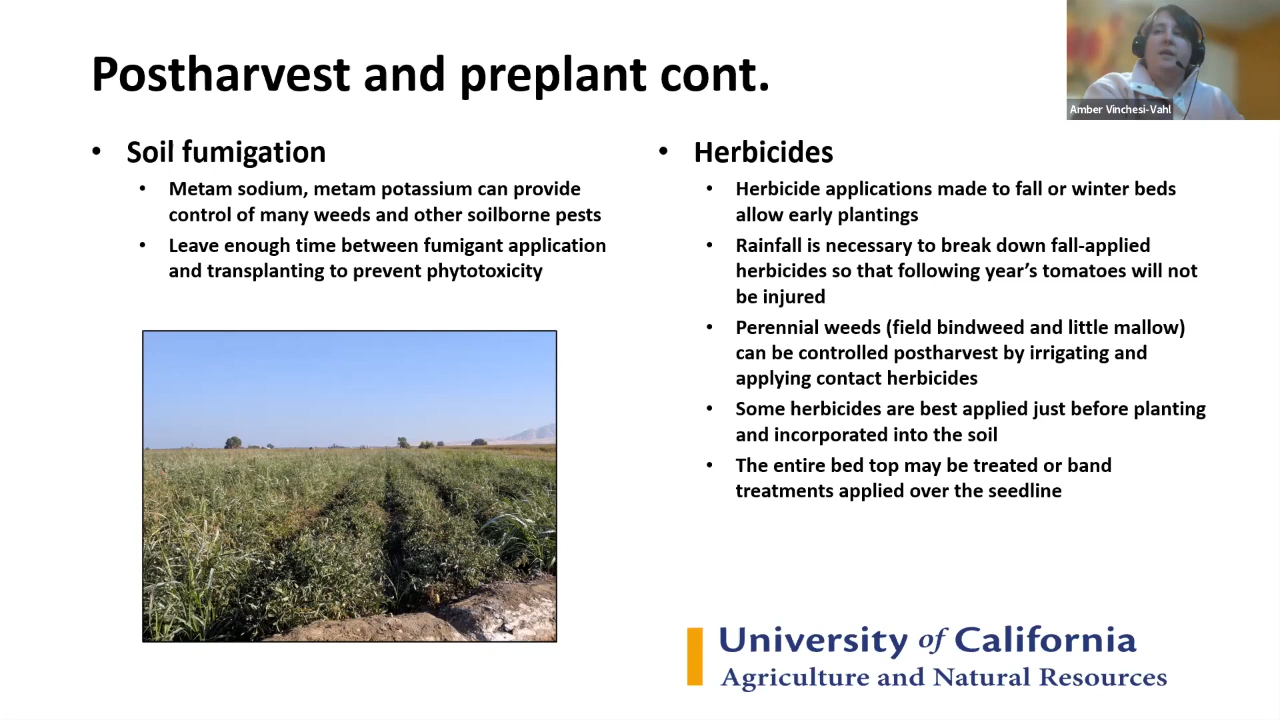 Postharvest and preplant cont.
Amber Vinchesi-Vahl
• Soil fumigation
• Metam sodium, metam potassium can provide
control of many weeds and other soilborne pests
• Leave enough time between fumigant application
and transplanting to prevent phytotoxicity
• Herbicides
• Herbicide applications made to fall or winter beds
allow early plantings
• Rainfall is necessary to break down fall-applied
herbicides so that following year’s tomatoes will not
be injured
• Perennial weeds (field bindweed and little mallow)
can be controlled postharvest by irrigating and
applying contact herbicides
• Some herbicides are best applied just before planting
and incorporated into the soil
• The entire bed top may be treated or band
treatments applied over the seedline
University of California
Agriculture and Natural Resources